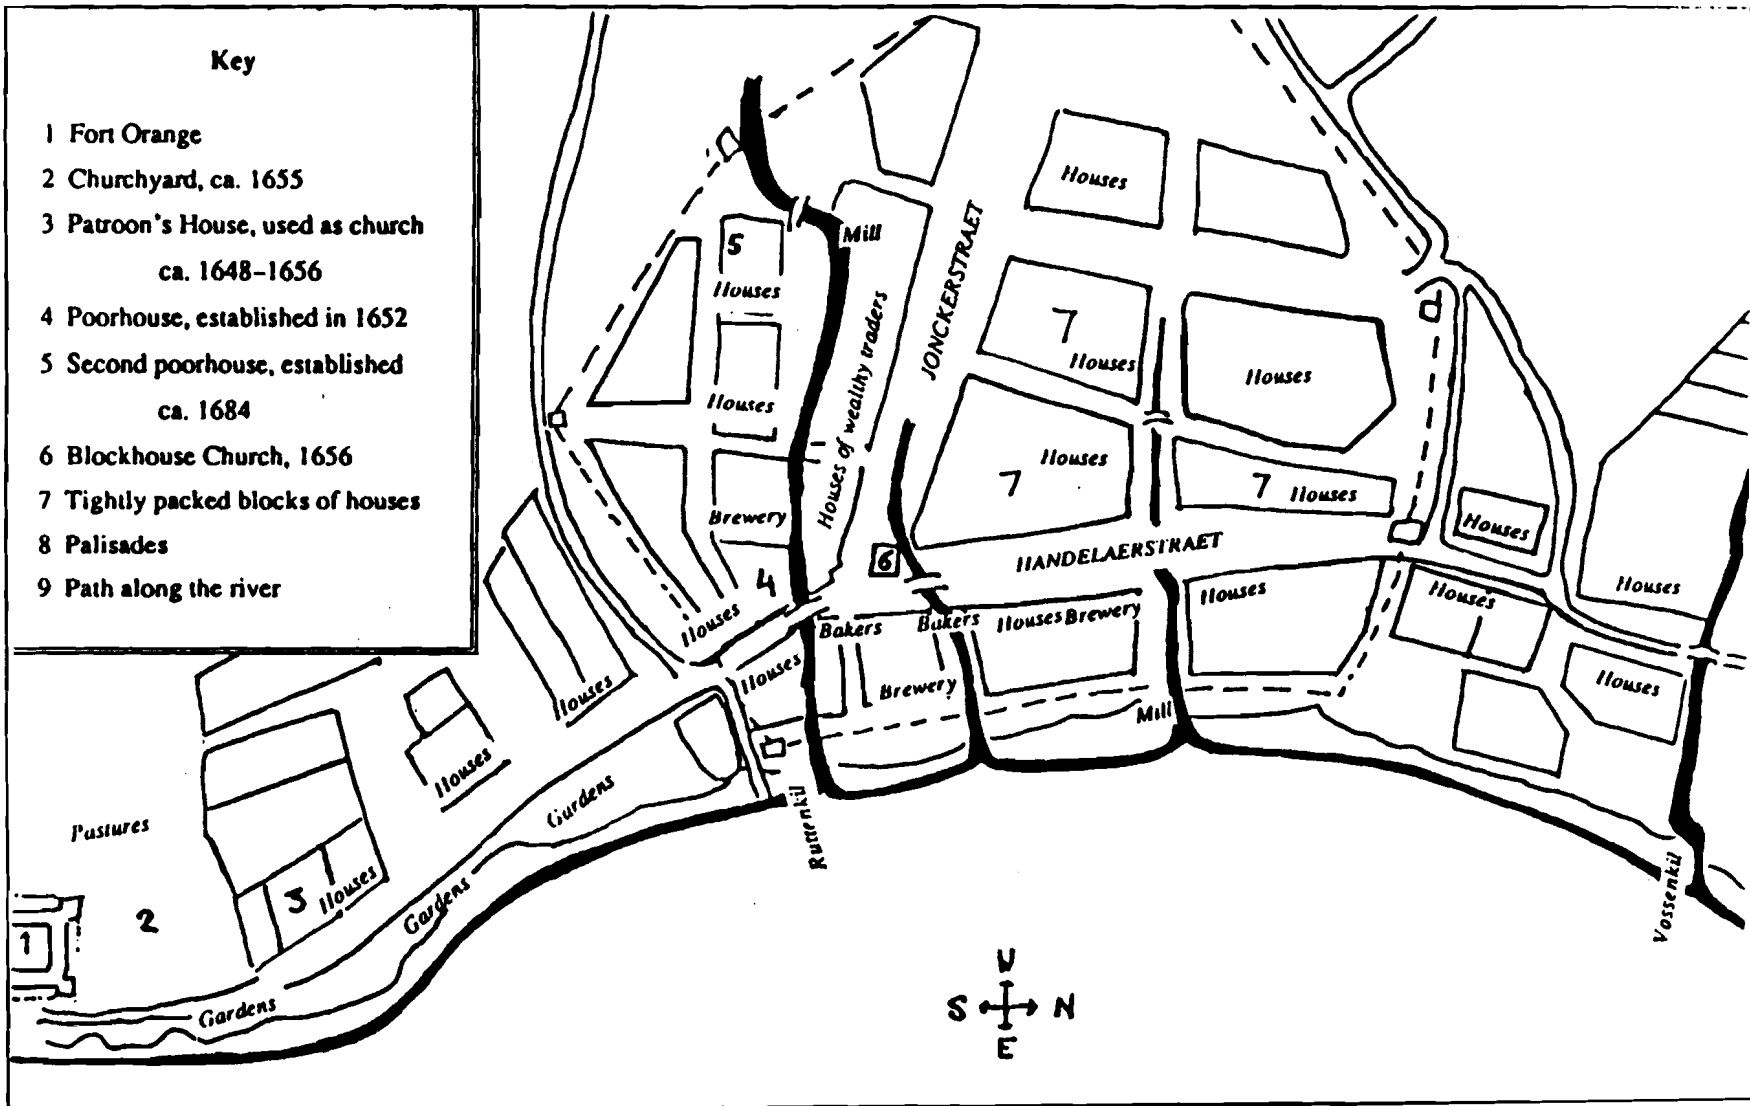 Key
1 Fort Orange
2 Churchyard, ca. 1655
3 Patroon's House, used as church
ca. 1648–1656
4 Poorhouse, established in 1652
5 Second poorhouse, established
ca. 1684
6 Blockhouse Church, 1656
7 Tightly packed blocks of houses
8 Palisades
9 Path along the river
5
Houses
Houses
Brewery
4
Houses
Mill
Houses of wealthy traders
JONCKERSTRAET
Houses
7
Houses
Houses
7
Houses
7 Houses
6
HANDELAERSTRAET
Houses
Houses
Houses
Houses
Houses
Bakers
Bakers
Houses
Brewery
Houses
Brewery
Mill
Houses
Houses
Gardens
Gardens
Gardens
Pastures
3
Houses
2
1
Ruttenkil
Vossenkil
W
S
N
E